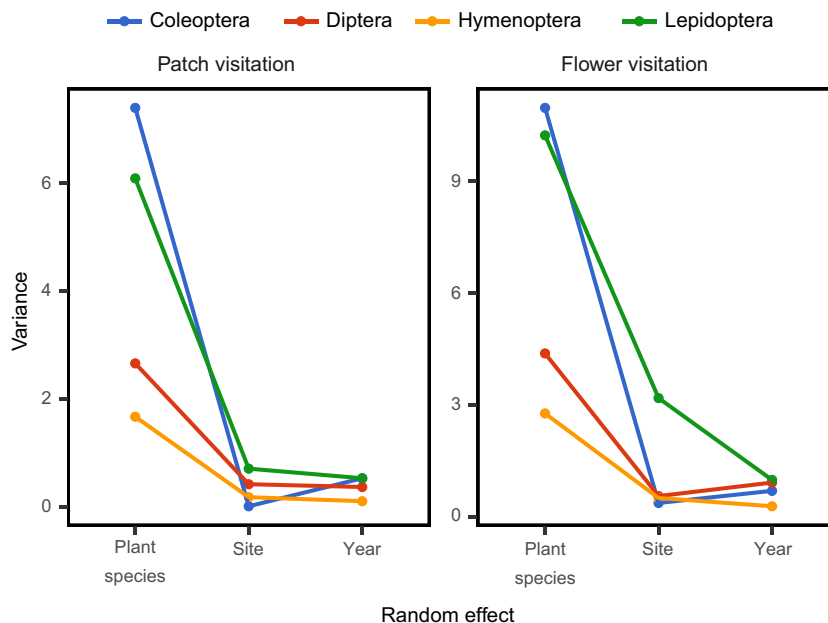 Coleoptera Diptera Hymenoptera Lepidoptera
Patch visitation Flower visitation
Variance
6
4
2
0
9
6
3
0
Plant species Site Year
Plant species Site Year
Random effect